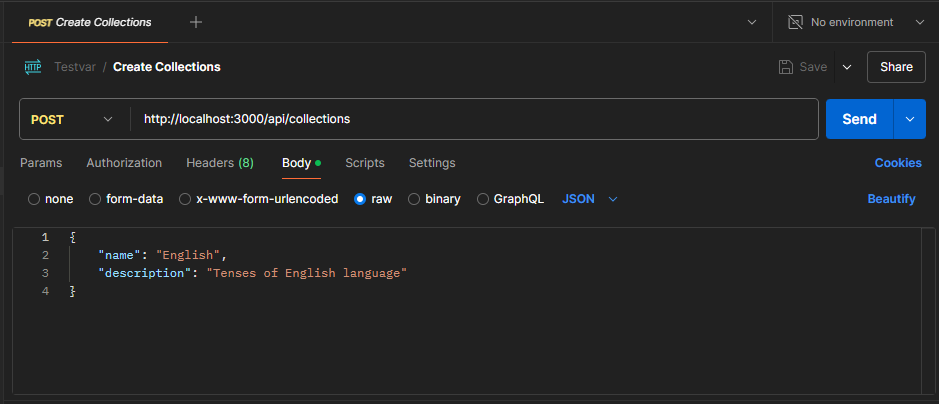 POST Create Collections
No environment
HTTP Testvar / Create Collections Save Share
POST http://localhost:3000/api/collections Send
Params Authorization Headers (8) Body Scripts Settings Cookies
none form-data x-www-form-urlencoded raw binary GraphQL JSON Beautify
1 {
2 "name": "English",
3 "description": "Tenses of English language"
4 }